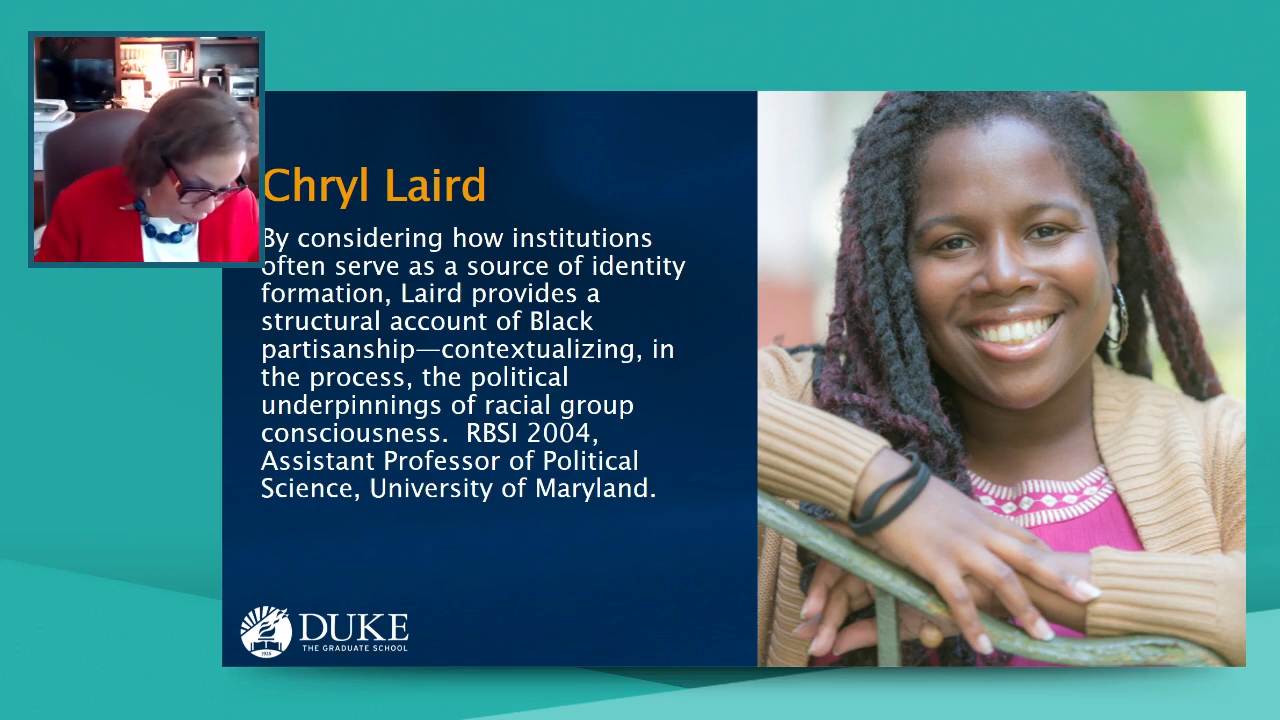 Chryl Laird
By considering how institutions
often serve as a source of identity
formation, Laird provides a
structural account of Black
partisanship—contextualizing, in
the process, the political
underpinnings of racial group
consciousness.  RBSI 2004,
Assistant Professor of Political
Science, University of Maryland.
1926
DUKE
THE GRADUATE SCHOOL